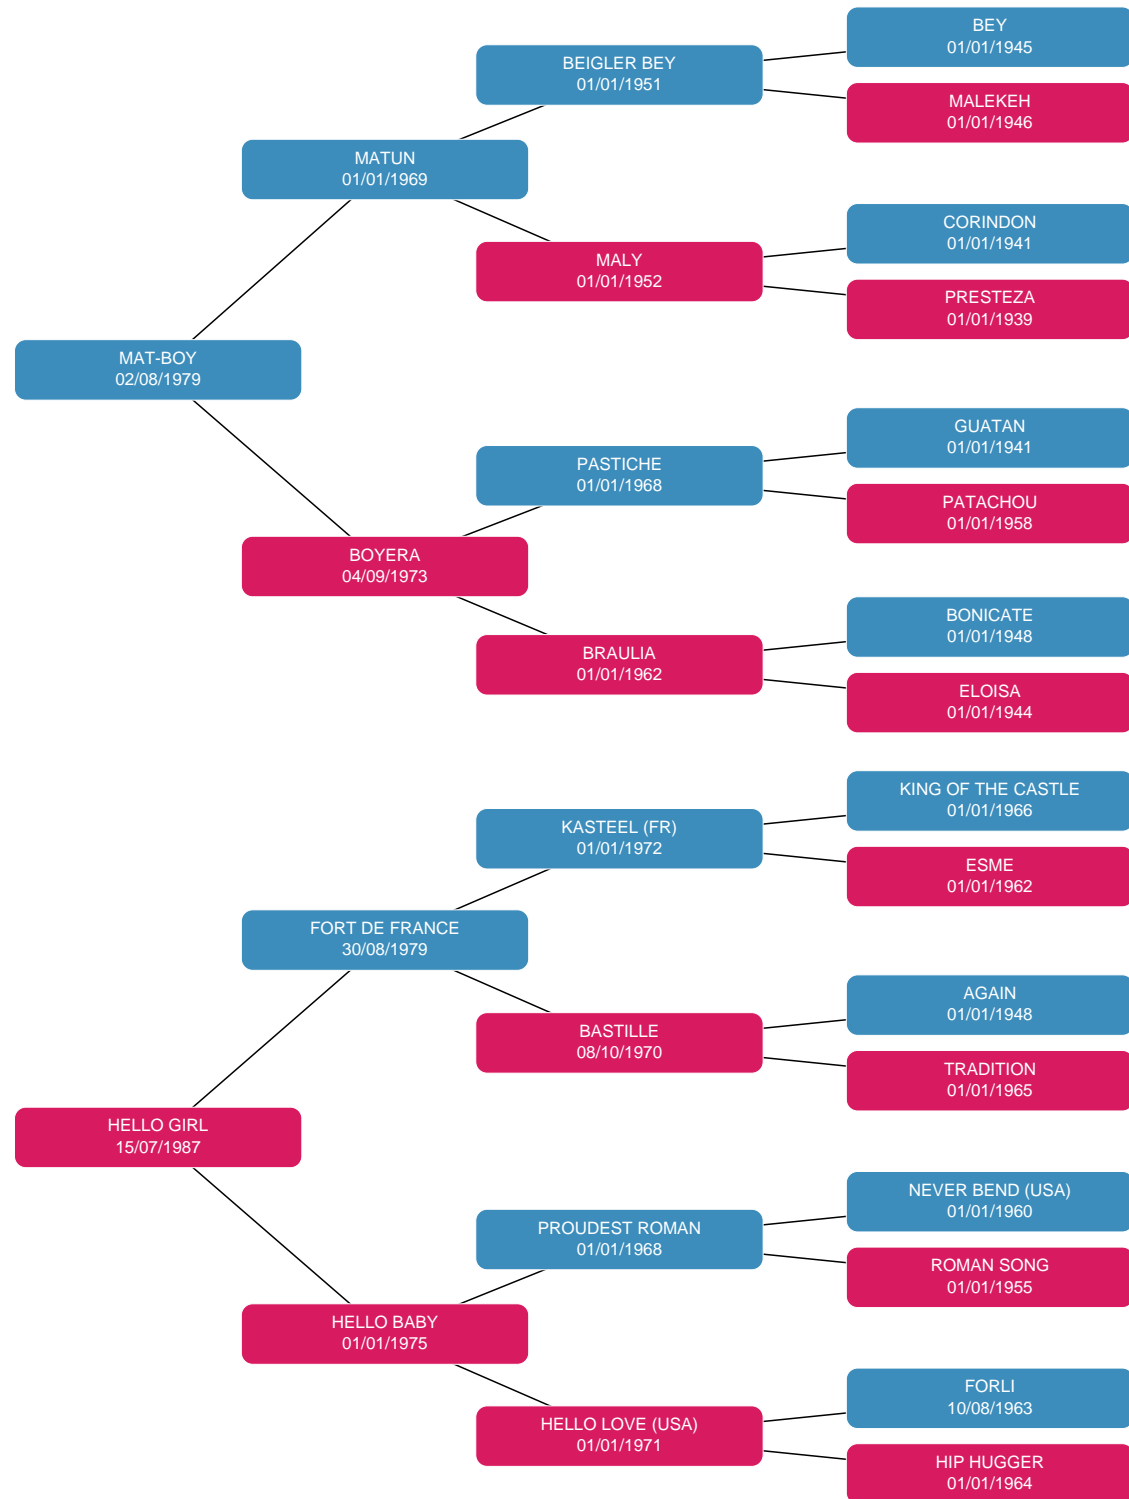 BEY
01/01/1945
BEIGLER BEY
01/01/1951
MALEKEH
01/01/1946
MATUN
01/01/1969
CORINDON
01/01/1941
MALY
01/01/1952
PRESTEZA
01/01/1939
MAT-BOY
02/08/1979
GUATAN
01/01/1941
PASTICHE
01/01/1968
PATACHOU
01/01/1958
BOYERA
04/09/1973
BONICATE
01/01/1948
BRAULIA
01/01/1962
ELOISA
01/01/1944
KING OF THE CASTLE
01/01/1966
KASTEEL (FR)
01/01/1972
ESME
01/01/1962
FORT DE FRANCE
30/08/1979
AGAIN
01/01/1948
BASTILLE
08/10/1970
TRADITION
01/01/1965
HELLO GIRL
15/07/1987
NEVER BEND (USA)
01/01/1960
PROUDEST ROMAN
01/01/1968
ROMAN SONG
01/01/1955
HELLO BABY
01/01/1975
FORLI
10/08/1963
HELLO LOVE (USA)
01/01/1971
HIP HUGGER
01/01/1964